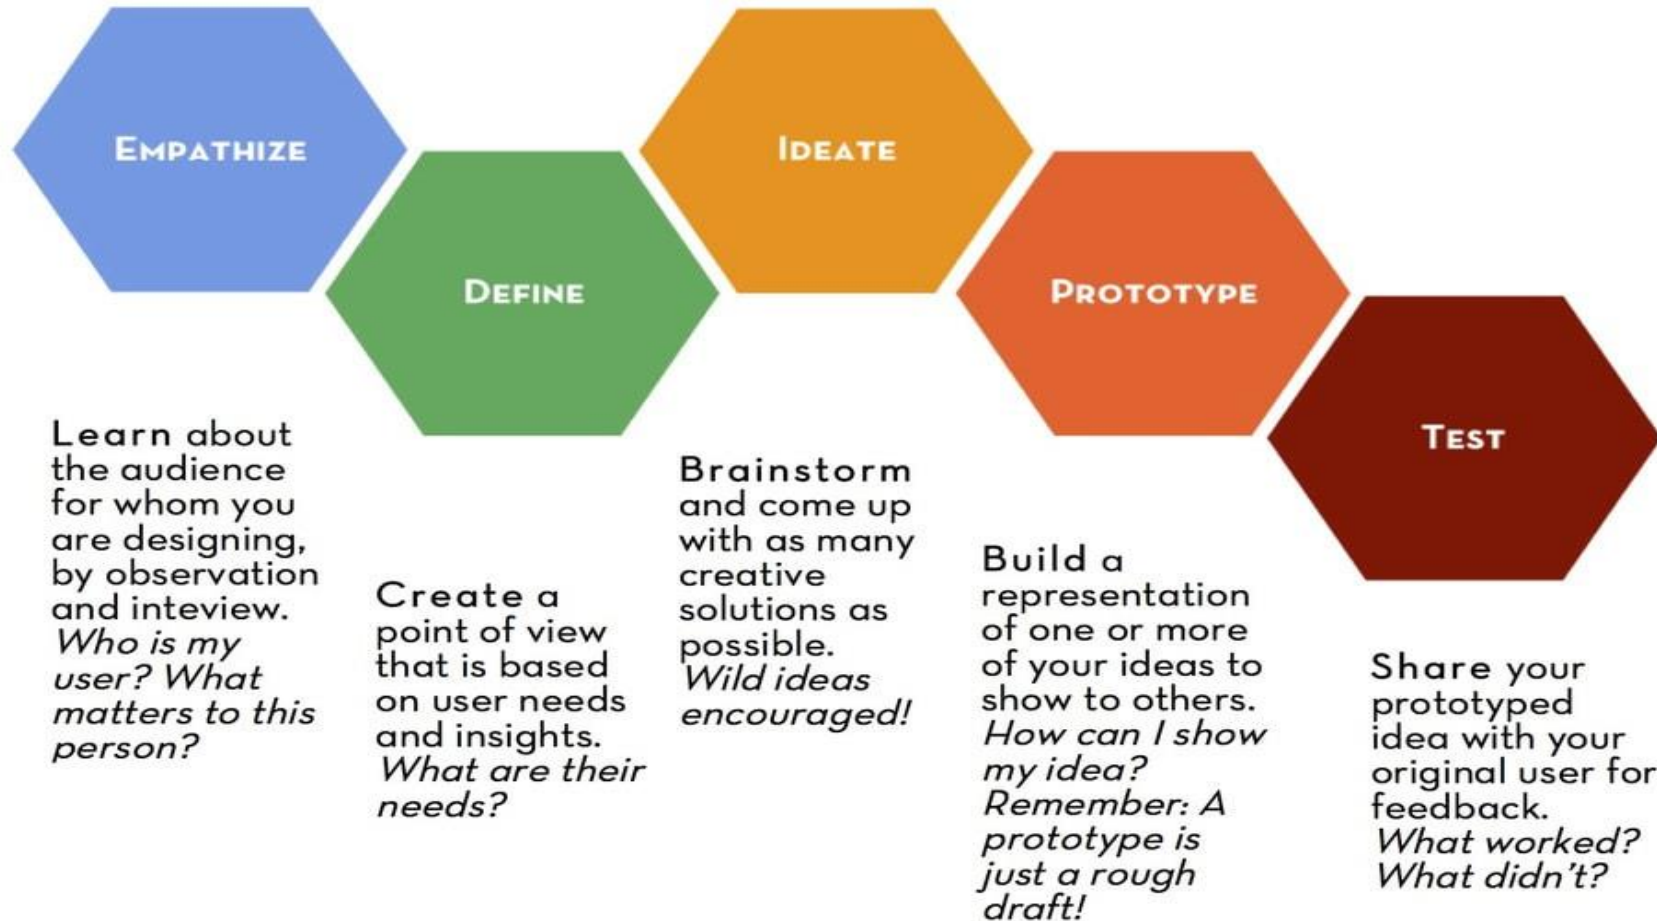 EMPATHIZE
Learn about
the audience
for whom you
are designing,
by observation
and inteview.
Who is my
user? What
matters to this
person?
DEFINE
Create a
point of view
that is based
on user needs
and insights.
What are their
needs?
IDEATE
Brainstorm
and come up
with as many
creative
solutions as
possible.
Wild ideas
encouraged!
PROTOTYPE
Build a
representation
of one or more
of your ideas to
show to others.
How can I show
my idea?
Remember: A
prototype is
just a rough
draft!
TEST
Share your
prototyped
idea with your
original user for
feedback.
What worked?
What didn't?